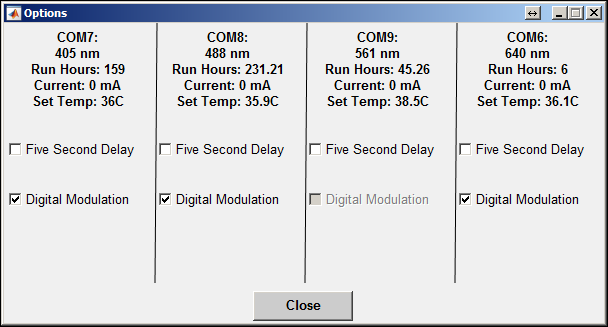 Options
COM7:
405 nm
Run Hours: 159
Current: 0 mA
Set Temp: 36C
Five Second Delay
Digital Modulation
COM8:
488 nm
Run Hours: 231.21
Current: 0 mA
Set Temp: 35.9C
Five Second Delay
Digital Modulation
COM9:
561 nm
Run Hours: 45.26
Current: 0 mA
Set Temp: 38.5C
Five Second Delay
Digital Modulation
COM6:
640 nm
Run Hours: 6
Current: 0 mA
Set Temp: 36.1C
Five Second Delay
Digital Modulation
Close